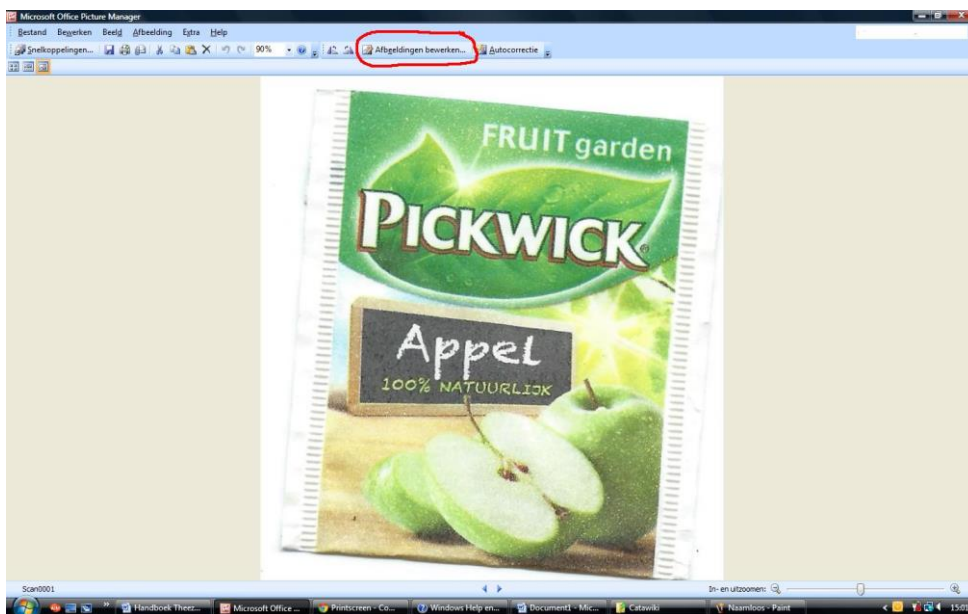 Microsoft Office Picture Manager
Bestand Bewerken Beeld Afbeelding Extra Help
Snelkoppelingen... 90% Afbeeldingen bewerken... Autocorrectie
FRUIT garden
PICKWICK®
Appel
100% NATUURLIJK
Scan0001 In- en uitzoomen:
Handboek Theez... Microsoft Office ... Printscreen - Co... Windows Help en... Document1 - Mic... Catawiki Naamloos - Paint